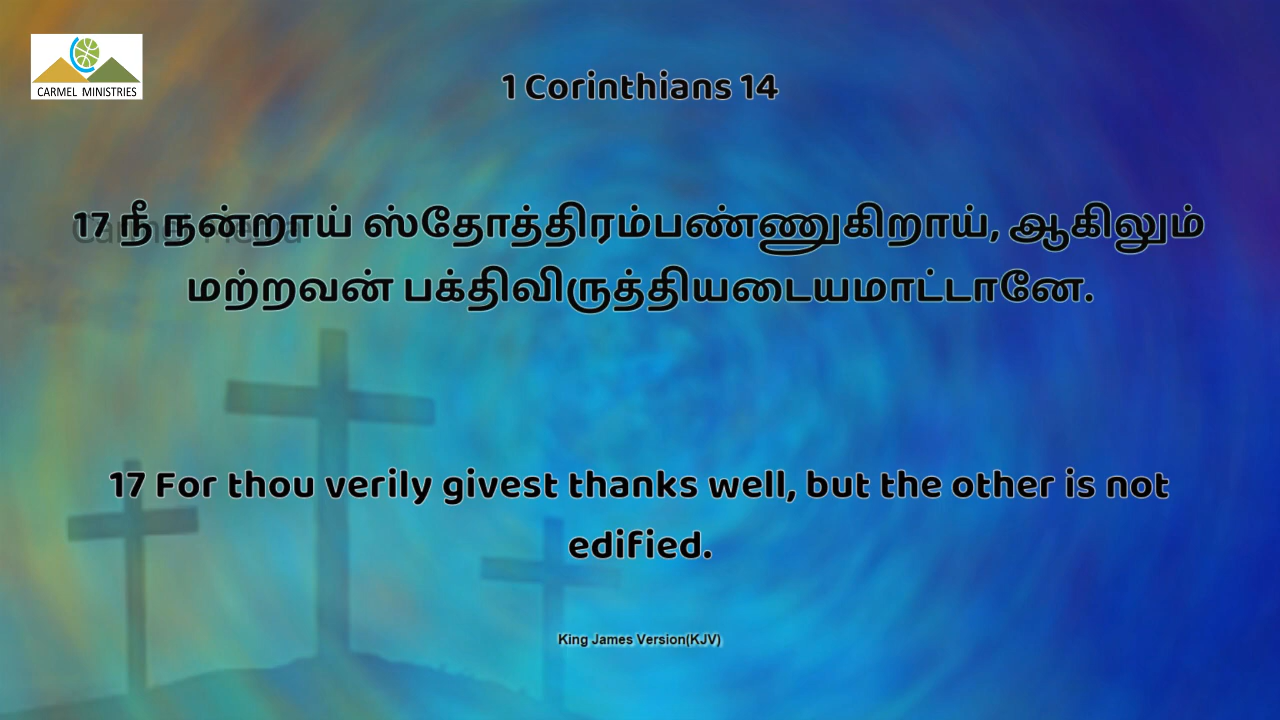 CARMEL MINISTRIES
1 Corinthians 14
17 நீ நன்றாய் ஸ்தோத்திரம்பண்ணுகிறாய், ஆகிலும்
மற்றவன் பக்திவிருத்தியடையமாட்டானே.
17 For thou verily givest thanks well, but the other is not
edified.
King James Version(KJV)